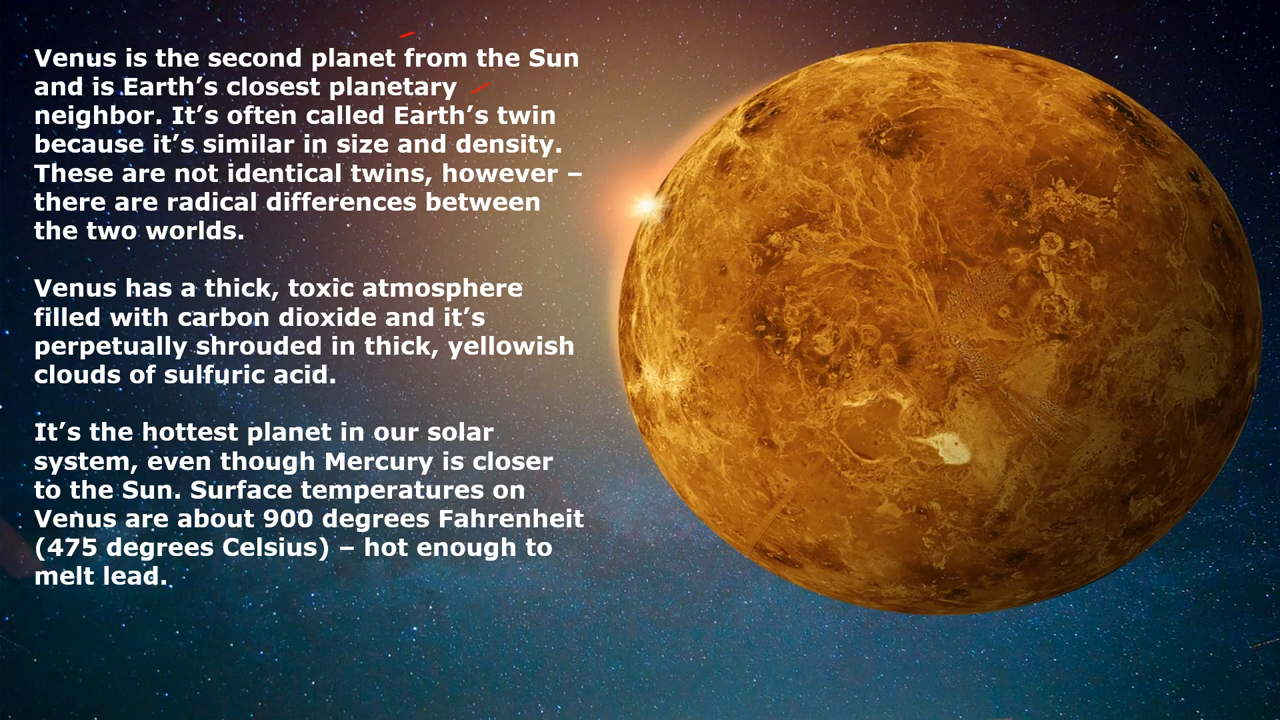 Venus is the second planet from the Sun
and is Earth’s closest planetary
neighbor. It’s often called Earth’s twin
because it’s similar in size and density.
These are not identical twins, however –
there are radical differences between
the two worlds.
Venus has a thick, toxic atmosphere
filled with carbon dioxide and it’s
perpetually shrouded in thick, yellowish
clouds of sulfuric acid.
It’s the hottest planet in our solar
system, even though Mercury is closer
to the Sun. Surface temperatures on
Venus are about 900 degrees Fahrenheit
(475 degrees Celsius) – hot enough to
melt lead.